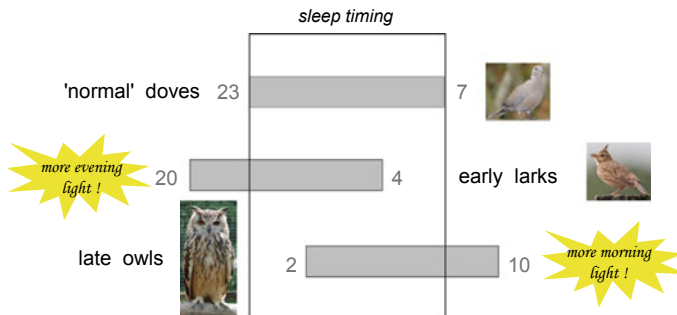 sleep timing
'normal' doves 23 7
more evening
light !
20 4 early larks
late owls 2 10
more morning
light !